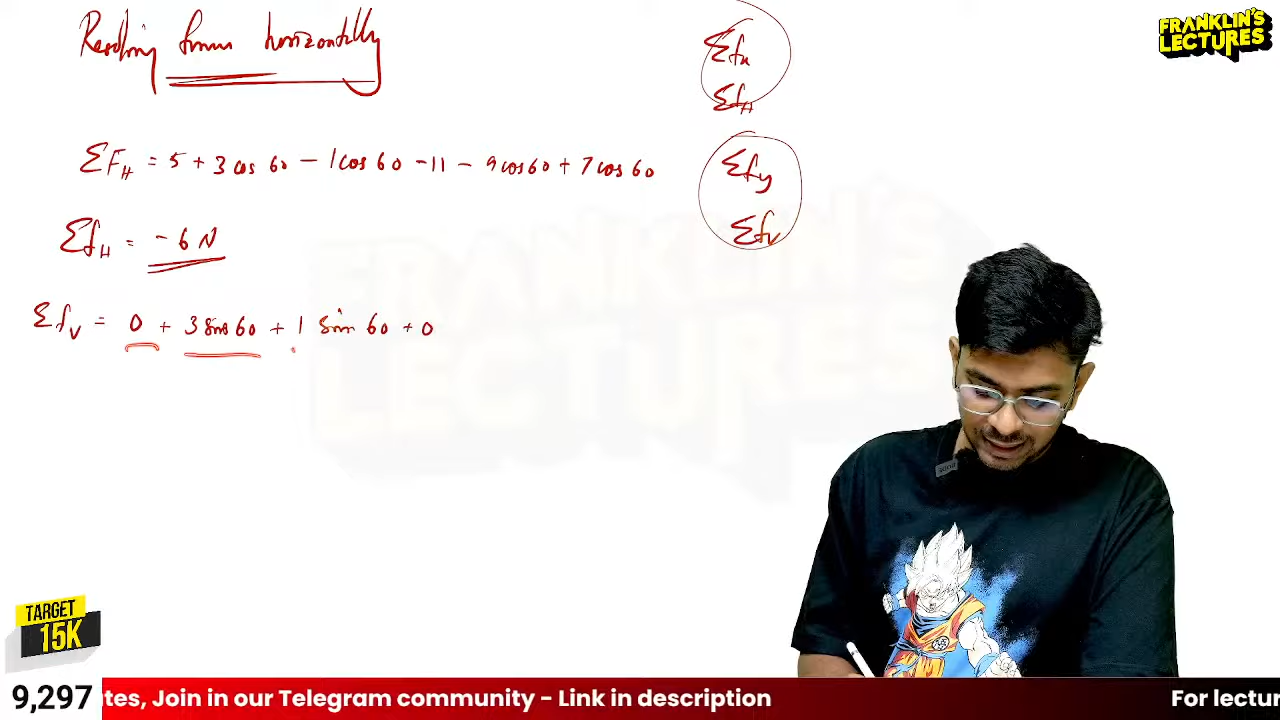 Resolving forces horizontally
Σfx
ΣfH
ΣFH = 5 + 3 cos 60 - 1 cos 60 - 11 - 9 cos 60 + 7 cos 60
Σfy
Σfv
ΣfH = -6 N
Σfv = 0 + 3 sin 60 + 1 sin 60 + 0
FRANKLIN'S
LECTURES
FRANKLIN'S
LECTURES
TARGET
15K
9,297
tes, Join in our Telegram community - Link in description
For lectur